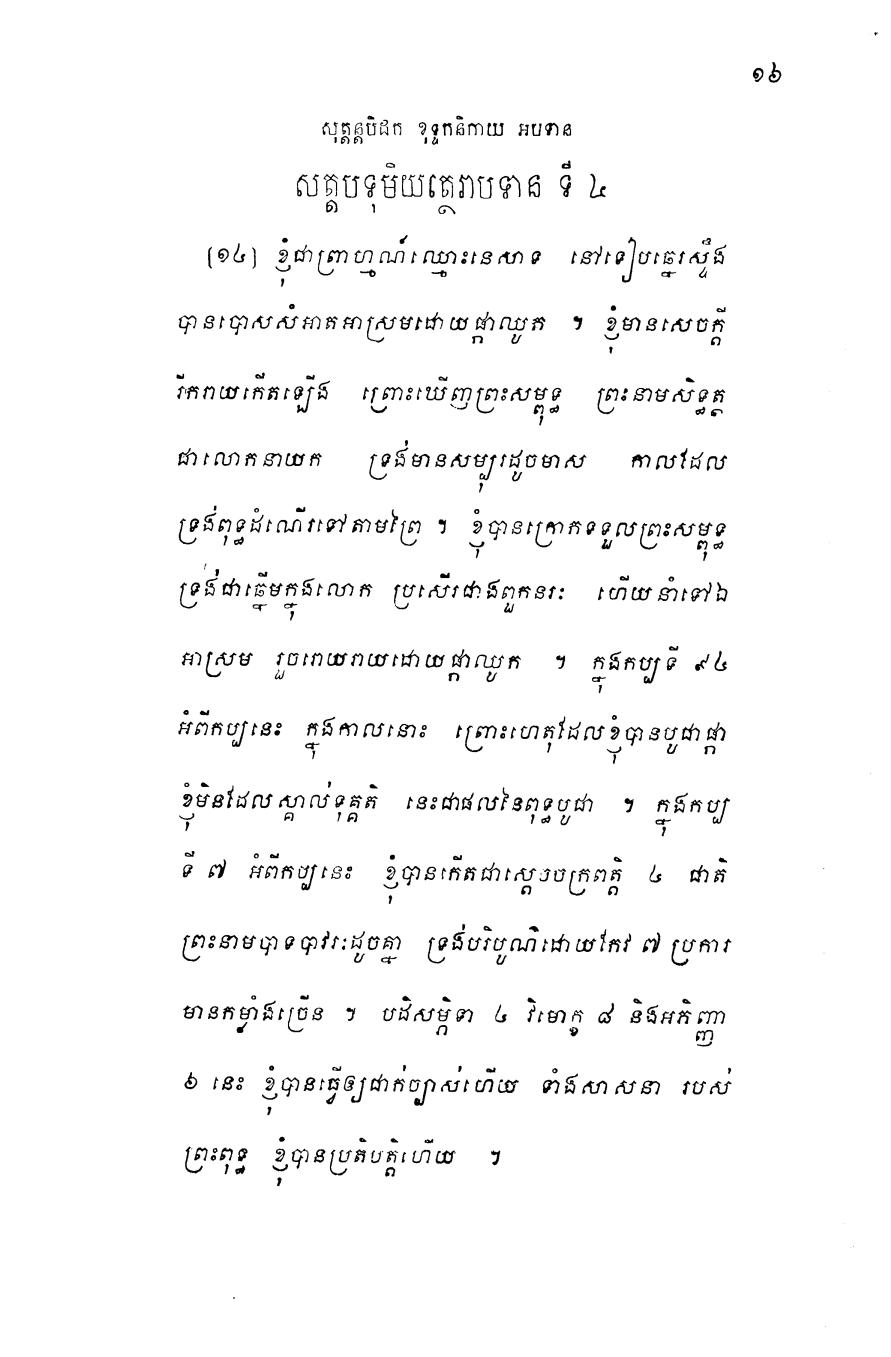 ១៦
សុត្តន្តបិដក ខុទ្ទកនិកាយ អបទាន
សត្តបទុមិយត្ថេរាបទាន ទី ៤
(១៤) ខ្ញុំជាព្រាហ្មណ៍ឈ្មោះនេសាទ នៅទៀបឆ្នេរស្ទឹង
បានបោសសំអាតអាស្រមដោយផ្កាឈូក ។ ខ្ញុំមានសេចក្តី
រីករាយកើតឡើង ព្រោះឃើញព្រះសម្ពុទ្ធ ព្រះនាមសិទ្ធត្ថ
ជាលោកនាយក ទ្រង់មានសម្បុរដូចមាស កាលដែល
ទ្រង់ពុទ្ធដំណើរទៅតាមព្រៃ ។ ខ្ញុំបានក្រោកទទួលព្រះសម្ពុទ្ធ
ទ្រង់ជាឆ្នើមក្នុងលោក ប្រសើរជាងពួកនរៈ ហើយនាំទៅឯ
អាស្រម រួចរោយរាយដោយផ្កាឈូក ។ ក្នុងកប្បទី ៩៤
អំពីកប្បនេះ ក្នុងកាលនោះ ព្រោះហេតុដែលខ្ញុំបានបូជាផ្កា
ខ្ញុំមិនដែលស្គាល់ទុគ្គតិ នេះជាផលនៃពុទ្ធបូជា ។ ក្នុងកប្ប
ទី ៧ អំពីកប្បនេះ ខ្ញុំបានកើតជាស្តេចចក្រពត្តិ ៤ ជាតិ
ព្រះនាមបាទបាវរៈដូចគ្នា ទ្រង់បរិបូណ៌ដោយកែវ ៧ ប្រការ
មានកម្លាំងច្រើន ។ បដិសម្ភិទា ៤ វិមោក្ខ ៨ និងអភិញ្ញា
៦ នេះ ខ្ញុំបានធ្វើឲ្យជាក់ច្បាស់ហើយ ទាំងសាសនា របស់
ព្រះពុទ្ធ ខ្ញុំបានប្រតិបត្តិហើយ ។